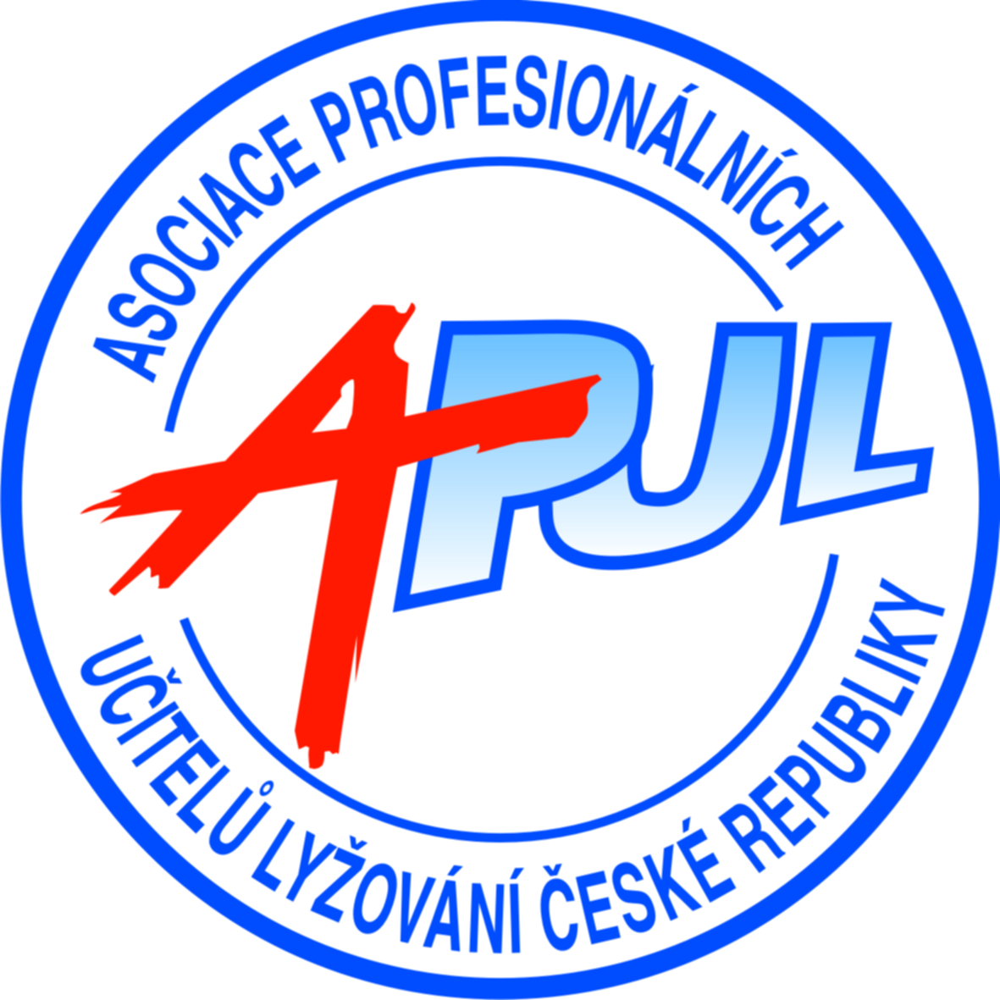 ASOCIACE PROFESIONÁLNÍCH
APUL
UČITELŮ LYŽOVÁNÍ ČESKÉ REPUBLIKY